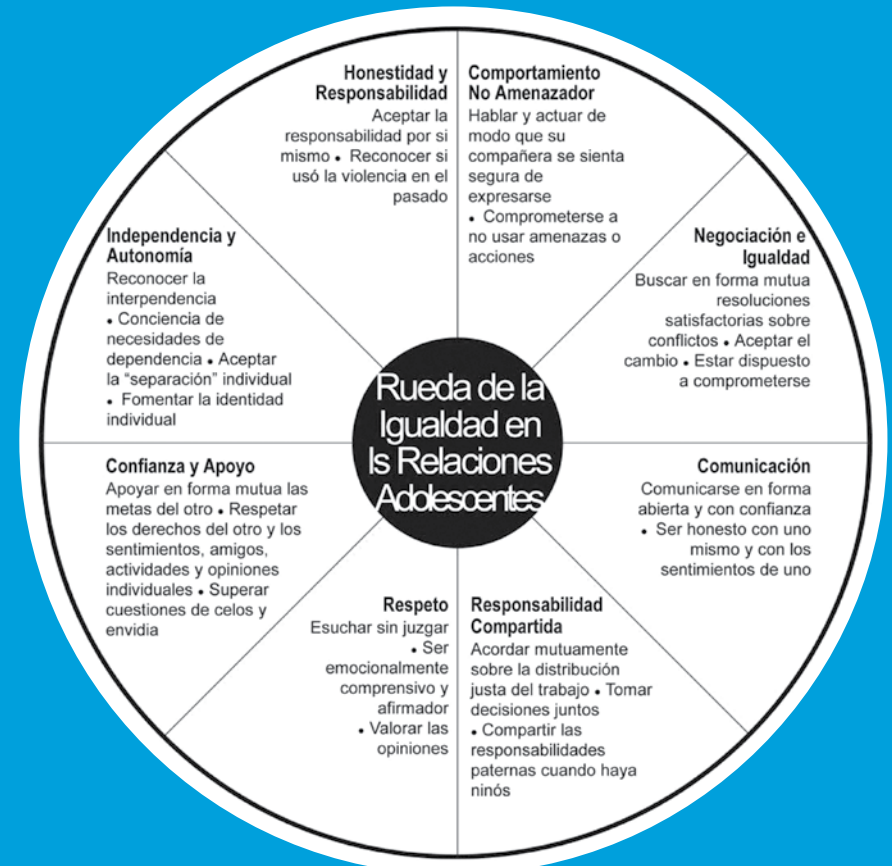 Honestidad y
Responsabilidad
Aceptar la
responsabilidad por si
mismo • Reconocer si
usó la violencia en el
pasado
Comportamiento
No Amenazador
Hablar y actuar de
modo que su
compañera se sienta
segura de
expresarse
• Comprometerse a
no usar amenazas o
acciones
Negociación e
Igualdad
Buscar en forma mutua
resoluciones
satisfactorias sobre
conflictos • Aceptar el
cambio • Estar dispuesto
a comprometerse
Independencia y
Autonomía
Reconocer la
interpendencia
• Conciencia de
necesidades de
dependencia • Aceptar
la “separación” individual
• Fomentar la identidad
individual
Rueda de la
Igualdad en
ls Relaciones
Adolescentes
Confianza y Apoyo
Apoyar en forma mutua las
metas del otro • Respetar
los derechos del otro y los
sentimientos, amigos,
actividades y opiniones
individuales • Superar
cuestiones de celos y
envidia
Comunicación
Comunicarse en forma
abierta y con confianza
• Ser honesto con uno
mismo y con los
sentimientos de uno
Respeto
Esuchar sin juzgar
• Ser
emocionalmente
comprensivo y
afirmador
• Valorar las
opiniones
Responsabilidad
Compartida
Acordar mutuamente
sobre la distribución
justa del trabajo • Tomar
decisiones juntos
• Compartir las
responsabilidades
paternas cuando haya
ninós